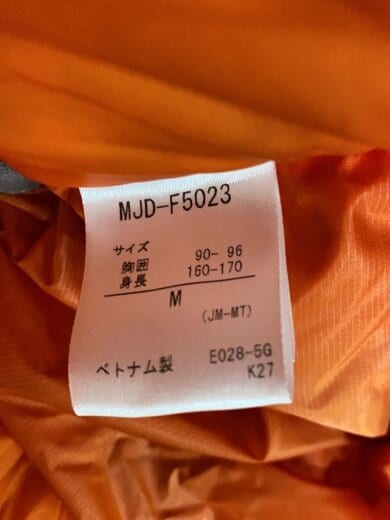 MJD-F5023
サイズ
胸囲 90- 96
身長 160-170
M
(JM-MT)
E028-5G
ベトナム製
K27